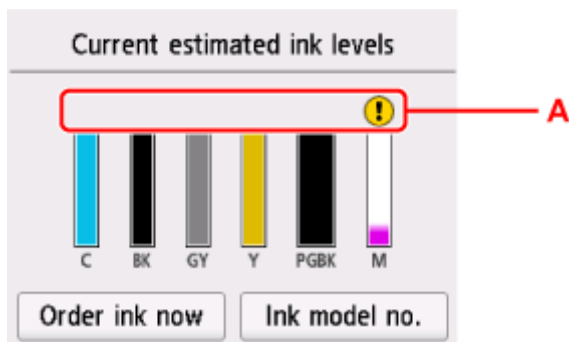 Current estimated ink levels
A
C BK GY Y PGBK M
Order ink now Ink model no.